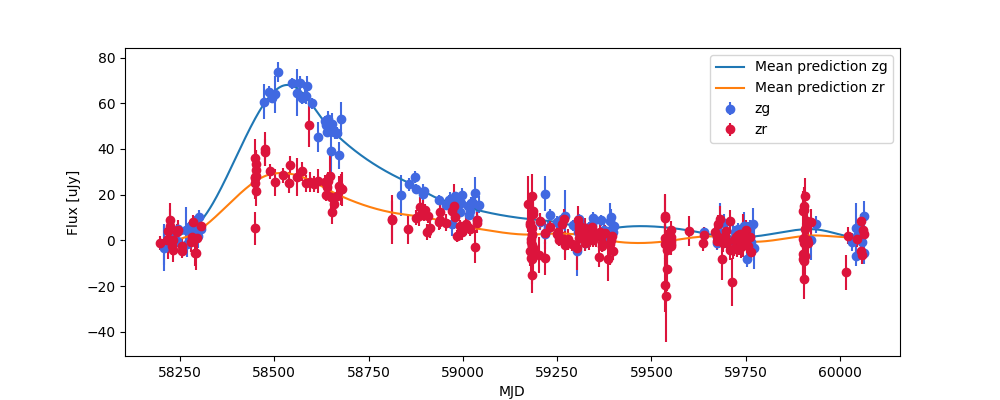 80
60
40
20
0
−20
−40
Flux [uJy]
58250
58500
58750
59000
59250
59500
59750
60000
MJD
Mean prediction zg
Mean prediction zr
zg
zr